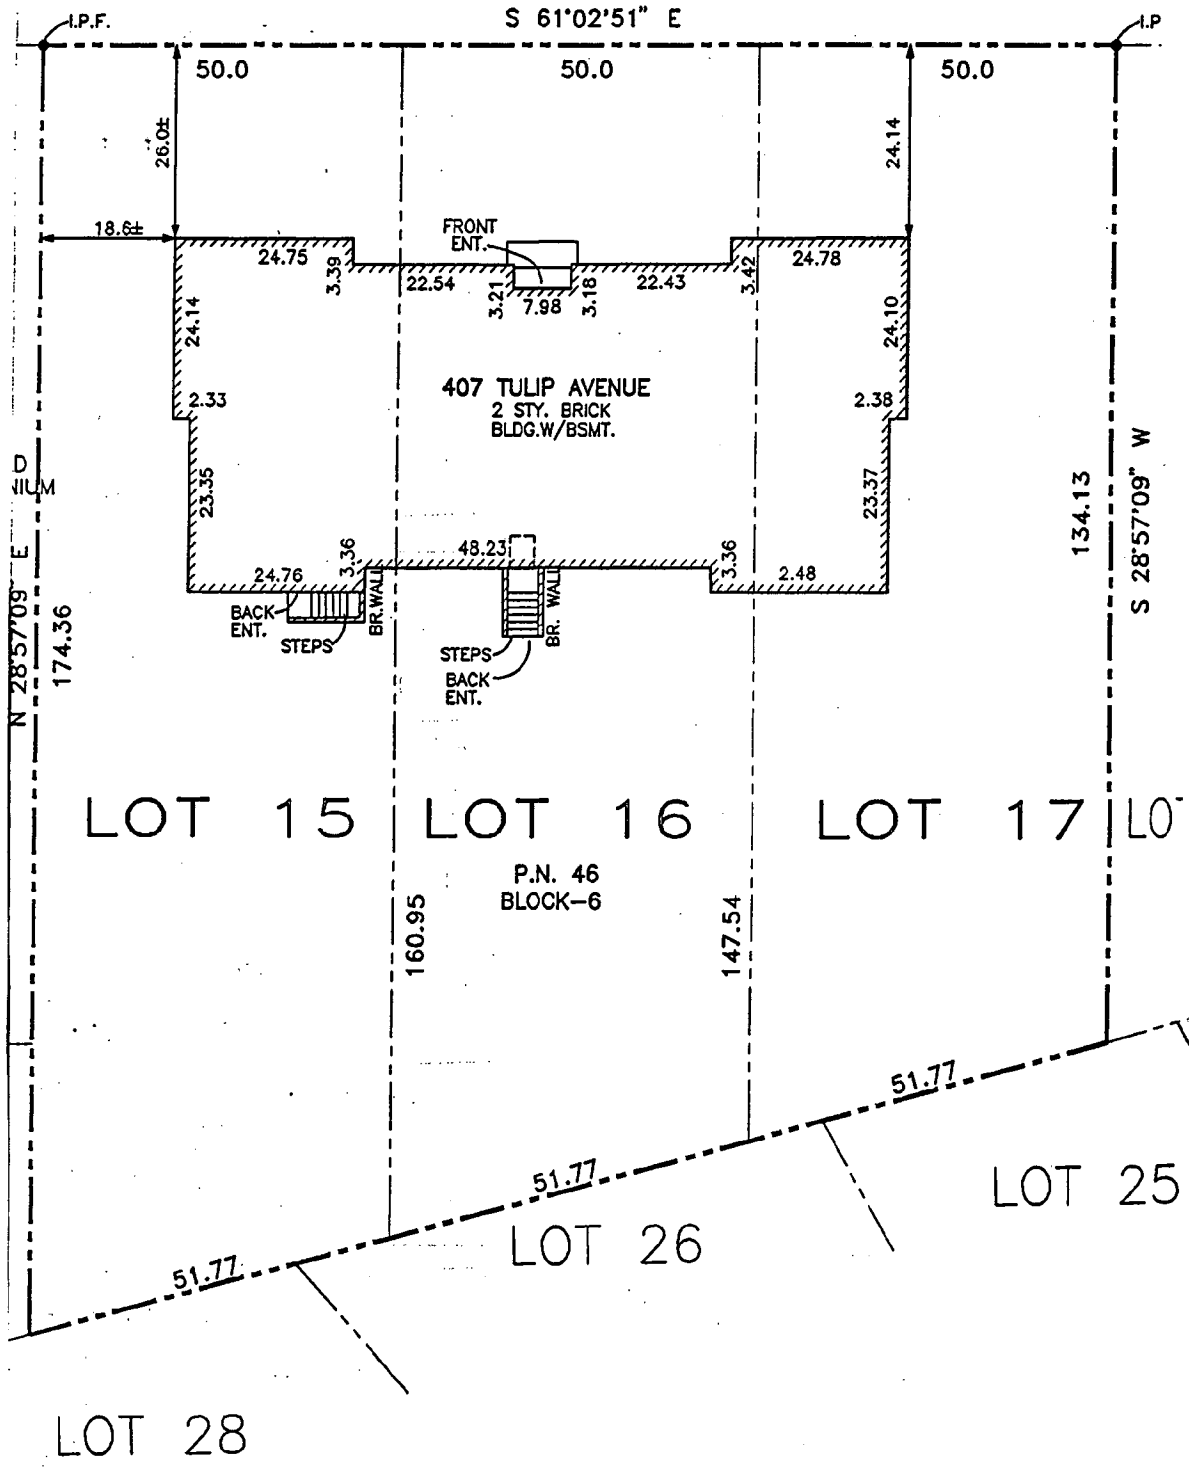 S 61°02'51" E
I.P.F.
I.P
50.0
50.0
50.0
26.0±
24.14
18.6±
FRONT
ENT.
24.75
3.39
22.54
3.21
7.98
3.18
22.43
3.42
24.78
24.14
24.10
407 TULIP AVENUE
2 STY. BRICK
BLDG.W/BSMT.
2.33
2.38
D
NIUM
23.35
23.37
134.13
S 28°57'09" W
N 28°57'09" E
174.36
24.76
3.36
48.23
3.36
2.48
BR.WALL
BR. WALL
BACK
ENT.
STEPS
STEPS
BACK
ENT.
LOT 15
LOT 16
LOT 17
LO
P.N. 46
BLOCK-6
160.95
147.54
51.77
51.77
51.77
LOT 25
LOT 26
LOT 28